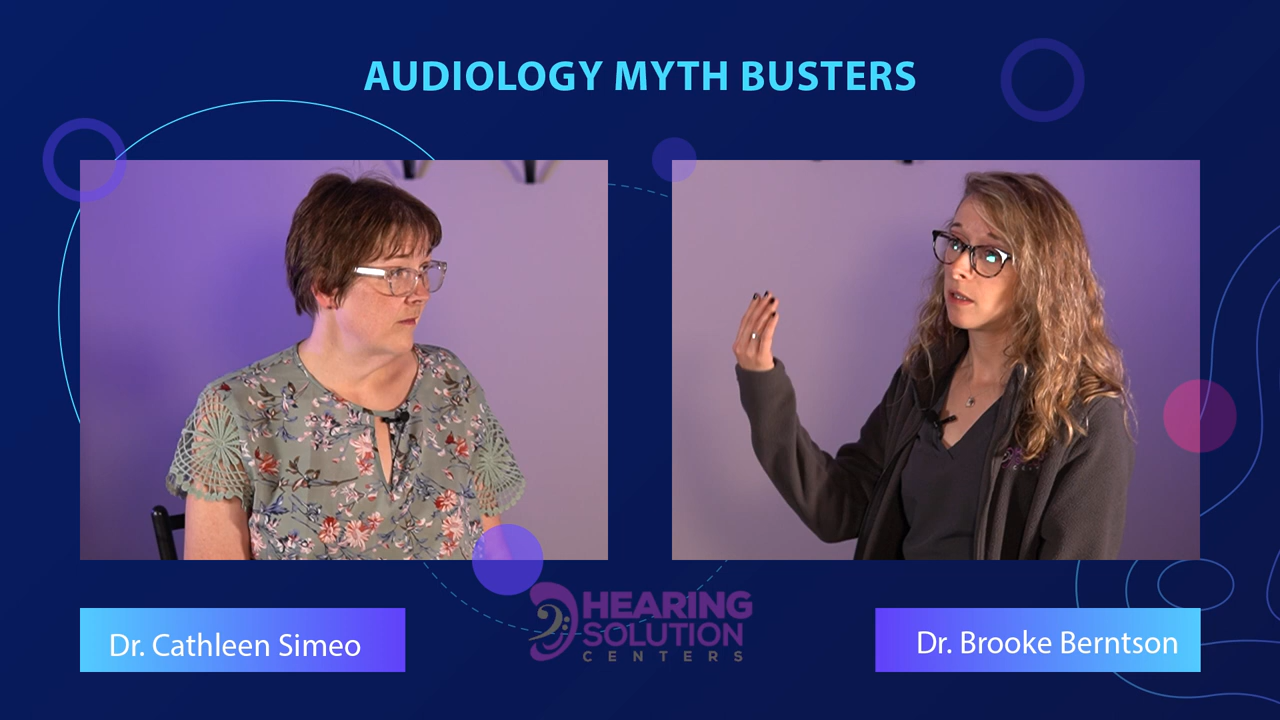 AUDIOLOGY MYTH BUSTERS
HEARING
SOLUTION
CENTERS
Dr. Cathleen Simeo
Dr. Brooke Berntson